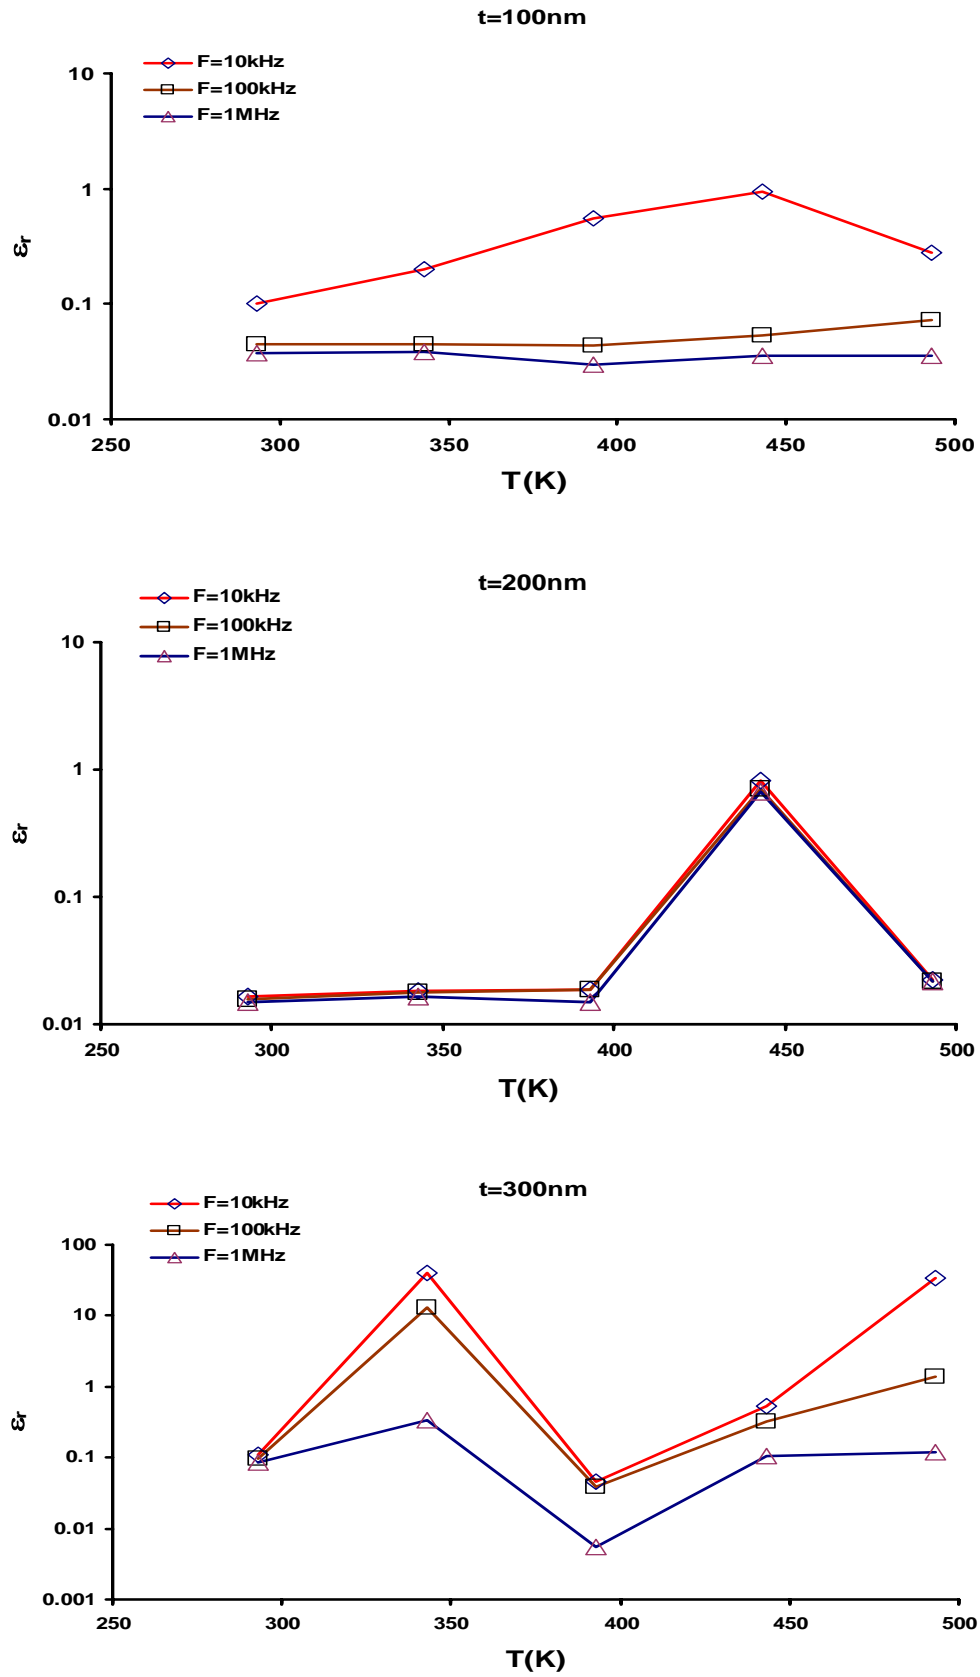 t=100nm
F=10kHz
F=100kHz
F=1MHz
10
1
0.1
0.01
εr
250 300 350 400 450 500
T(K)
t=200nm
F=10kHz
F=100kHz
F=1MHz
10
1
0.1
0.01
εr
250 300 350 400 450 500
T(K)
t=300nm
F=10kHz
F=100kHz
F=1MHz
100
10
1
0.1
0.01
0.001
εr
250 300 350 400 450 500
T(K)